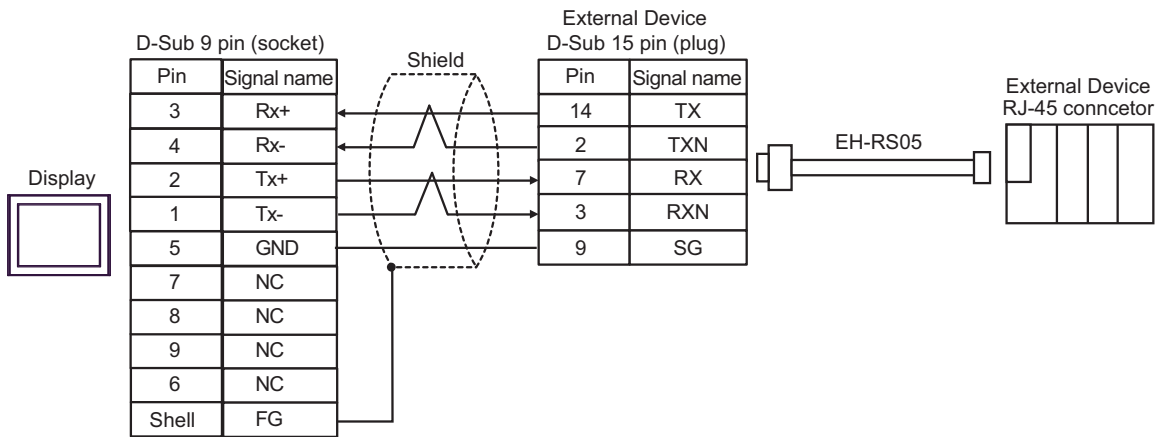 External Device
D-Sub 9 pin (socket)
D-Sub 15 pin (plug)
Shield
Pin Signal name
3 Rx+
4 Rx-
2 Tx+
1 Tx-
5 GND
7 NC
8 NC
9 NC
6 NC
Shell FG
Pin Signal name
14 TX
2 TXN
7 RX
3 RXN
9 SG
Display
EH-RS05
External Device
RJ-45 conncetor